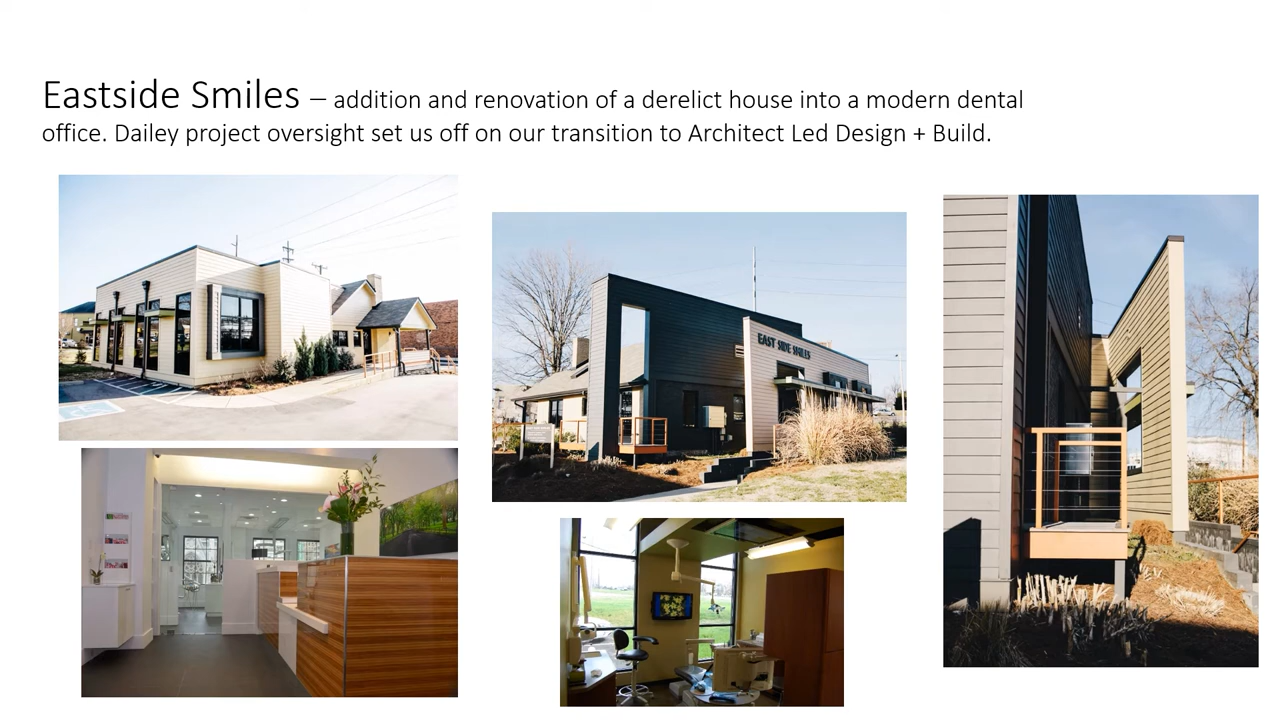 Eastside Smiles – addition and renovation of a derelict house into a modern dental
office. Dailey project oversight set us off on our transition to Architect Led Design + Build.
EAST SIDE SMILES